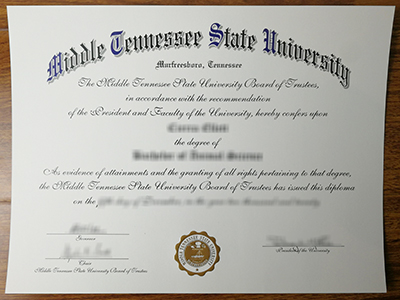 Middle Tennessee State University
Murfreesboro, Tennessee
The Middle Tennessee State University Board of Trustees,
in accordance with the recommendation
of the President and Faculty of the University, hereby confers upon
the degree of
As evidence of attainments and the granting of all rights pertaining to that degree,
the Middle Tennessee State University Board of Trustees has issued this diploma
on the
Governor
Chair
Middle Tennessee State University Board of Trustees
President of the University